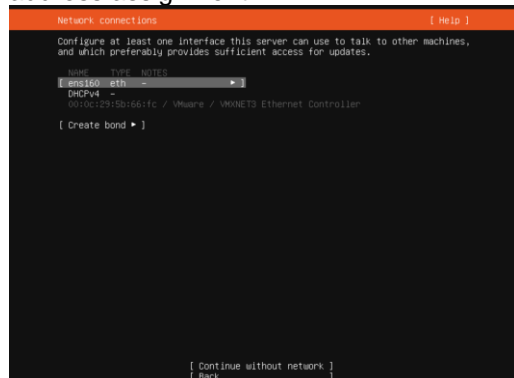 address assignment.
Network connections [ Help ]
Configure at least one interface this server can use to talk to other machines,
and which preferably provides sufficient access for updates.
NAME TYPE NOTES
[ ens160 eth – ▸ ]
DHCPv4 –
00:0c:29:5b:66:fc / VMware / VMXNET3 Ethernet Controller
[ Create bond ▸ ]
[ Continue without network ]
[ Back ]